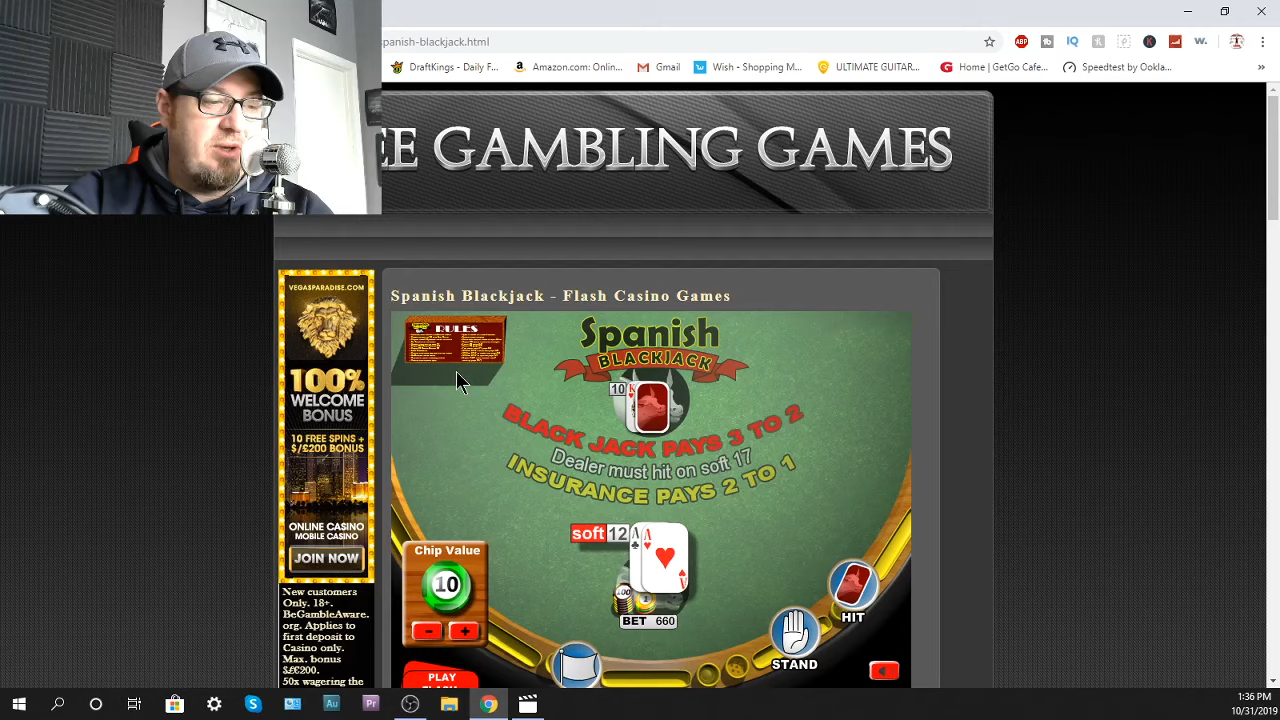 spanish-blackjack.html
ABP
IQ
K
w.
DraftKings - Daily F...
Amazon.com: Onlin...
Gmail
Wish - Shopping M...
ULTIMATE GUITAR...
Home | GetGo Cafe...
Speedtest by Ookla...
»
EE GAMBLING GAMES
VEGASPARADISE.COM
100%
WELCOME
BONUS
10 FREE SPINS +
$/£200 BONUS
ONLINE CASINO
MOBILE CASINO
JOIN NOW
New customers
Only. 18+.
BeGambleAware.
org. Applies to
first deposit to
Casino only.
Max. bonus
$£€200.
50x wagering the
Spanish Blackjack - Flash Casino Games
RULES
Spanish
BLACKJACK
10
K
BLACK JACK PAYS 3 TO 2
Dealer must hit on soft 17
INSURANCE PAYS 2 TO 1
soft 12
A
A
A
Chip Value
10
- +
BET 660
HIT
STAND
PLAY
1:36 PM
10/31/2019